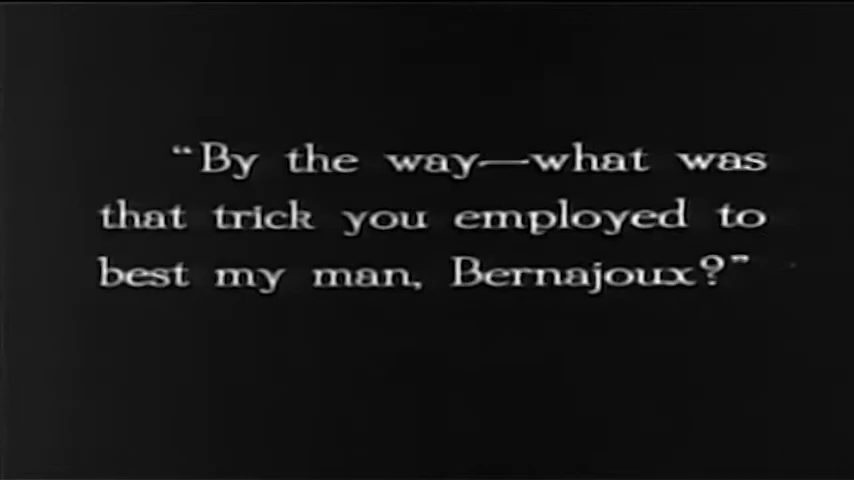 “By the way—what was
that trick you employed to
best my man, Bernajoux?”